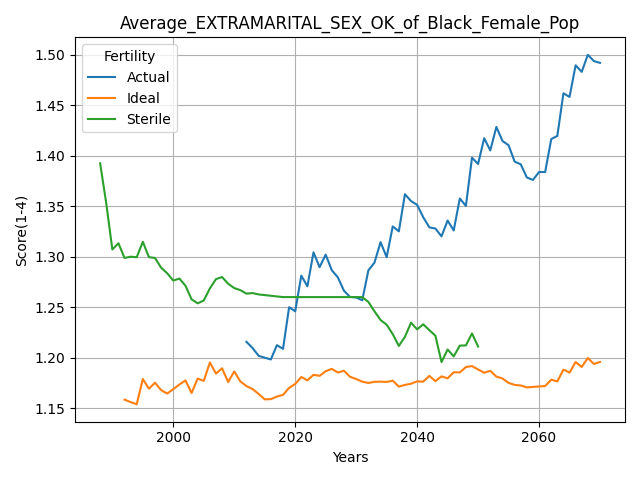 Average_EXTRAMARITAL_SEX_OK_of_Black_Female_Pop
Fertility
Actual
Ideal
Sterile
Score(1-4)
1.50
1.45
1.40
1.35
1.30
1.25
1.20
1.15
2000 2020 2040 2060
Years